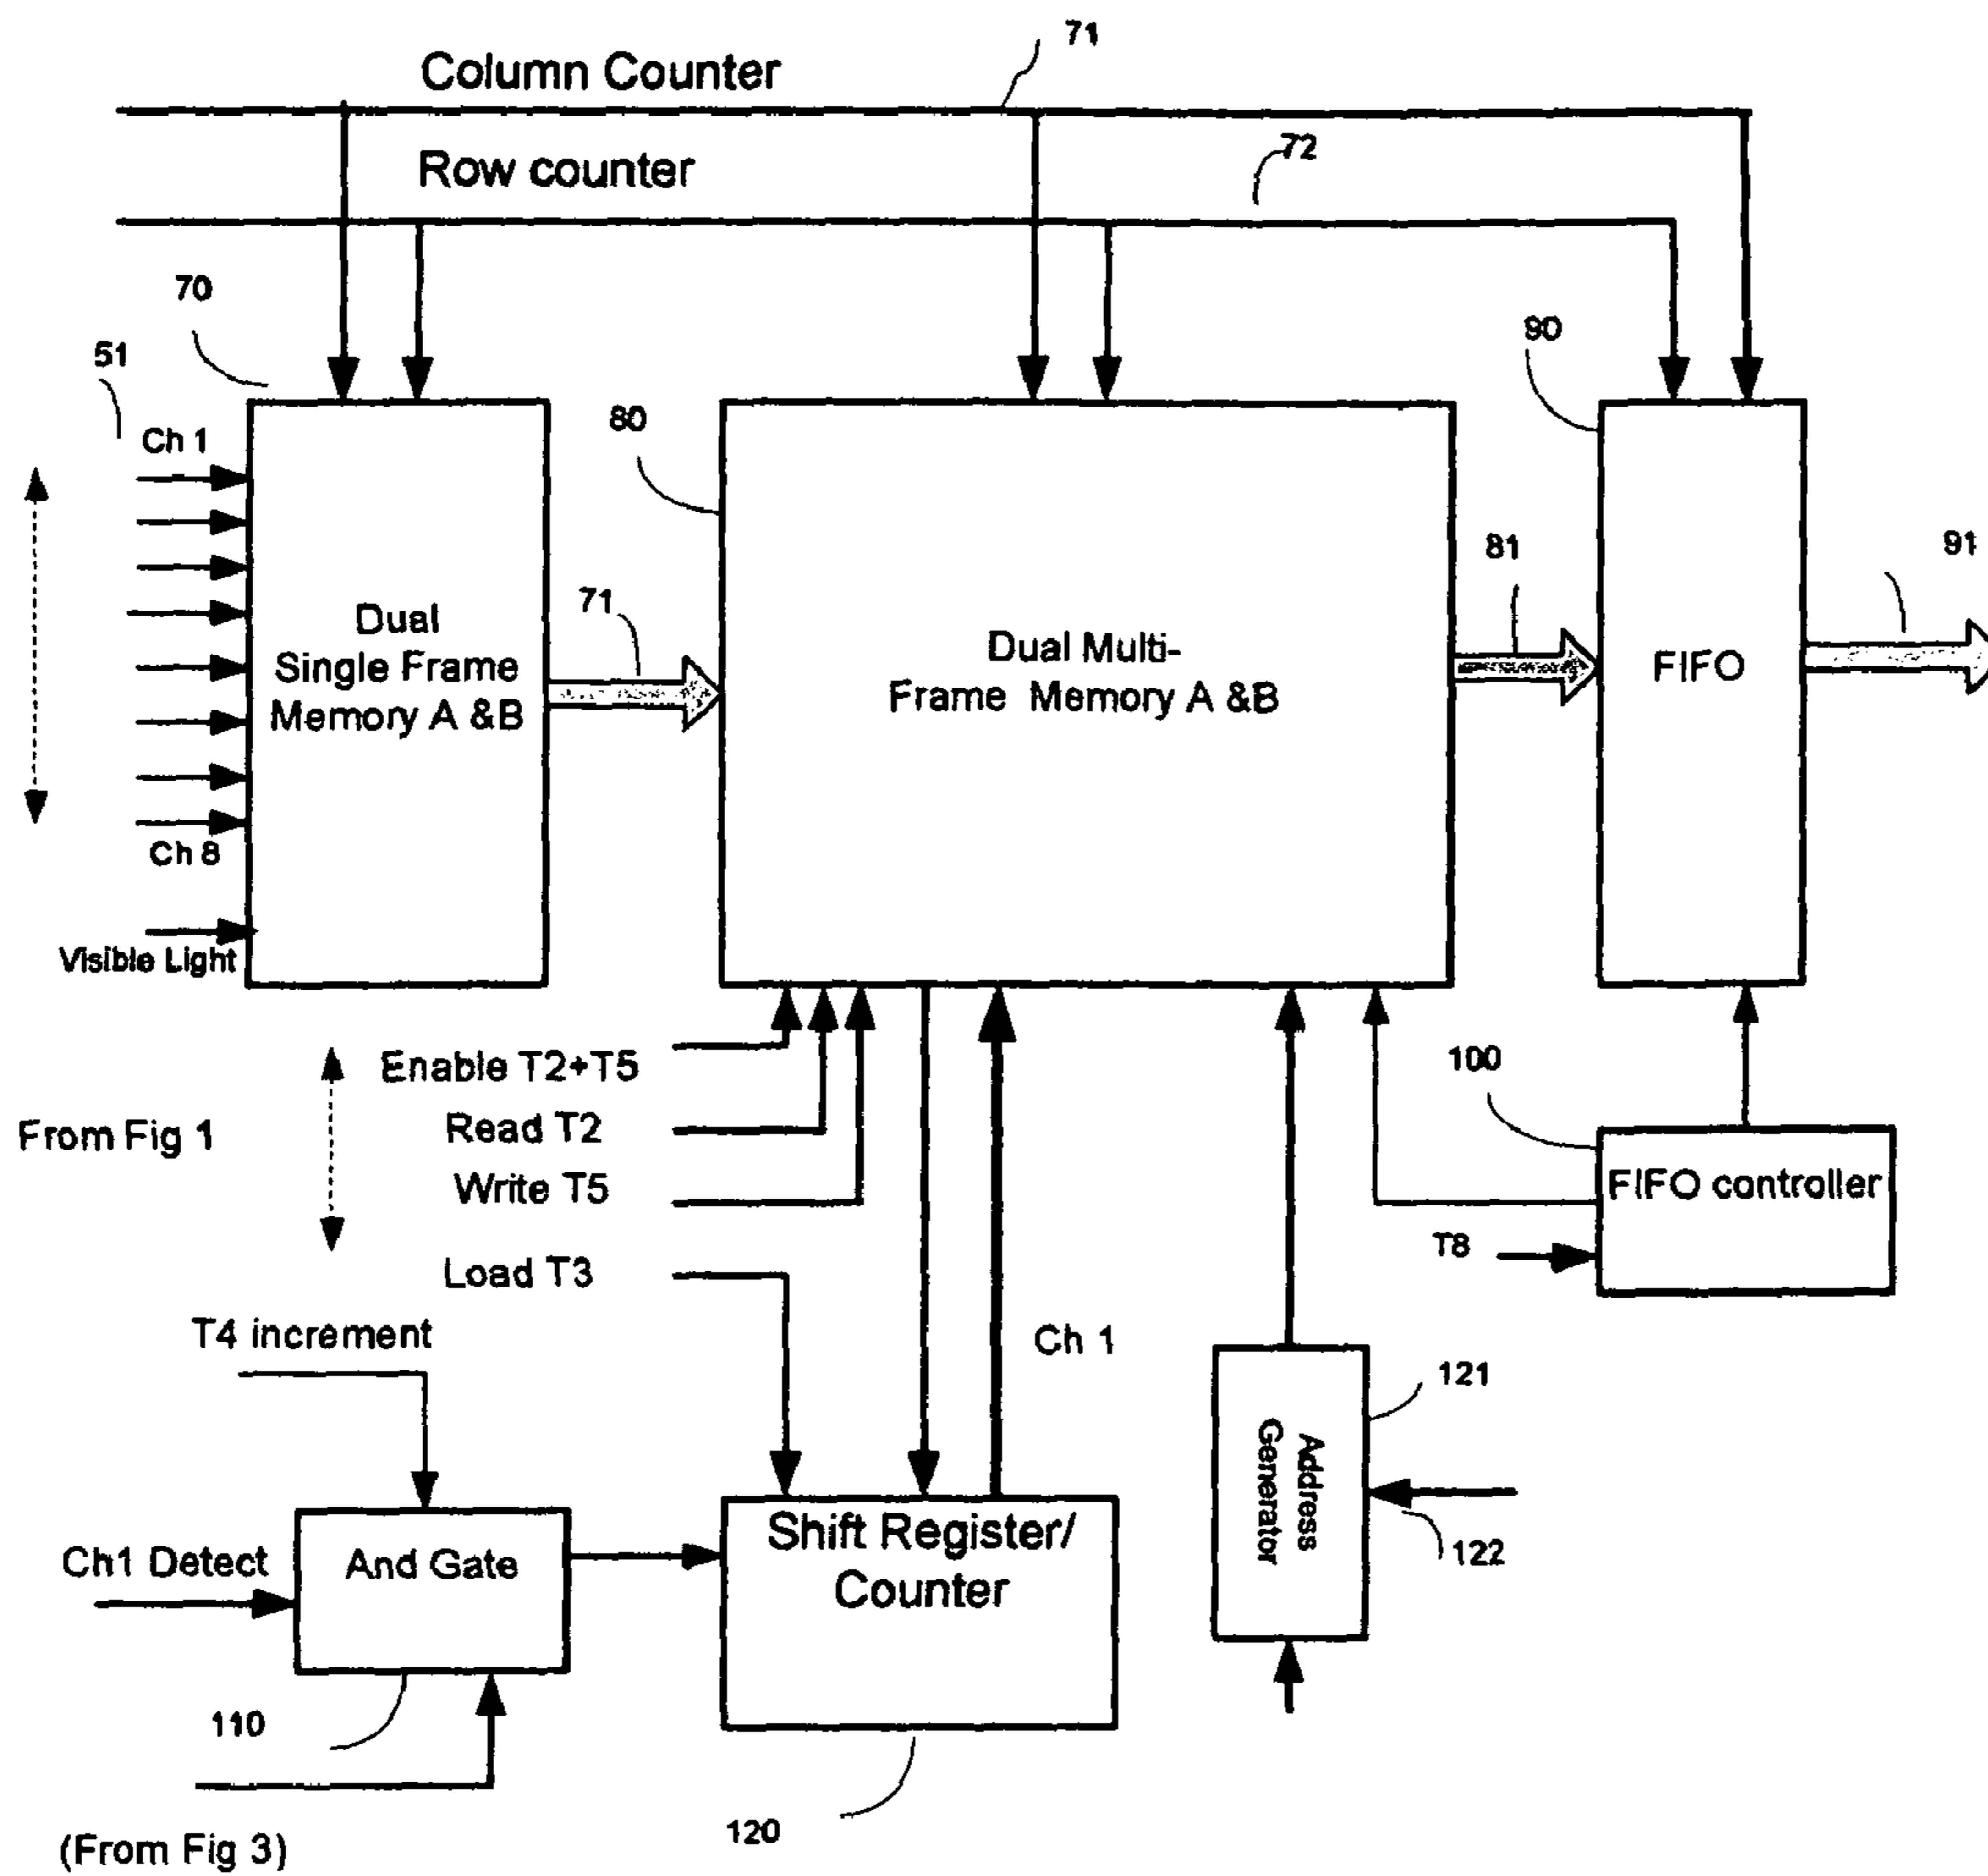 71
Column Counter
72
Row counter
70
51
80
90
Ch 1
81
91
71
Dual
Single Frame
Memory A &B
Dual Multi-
Frame Memory A &B
FIFO
Ch 8
Visible Light
Enable T2+T5
100
Read T2
From Fig 1
Write T5
FIFO controller
T8
Load T3
T4 increment
Ch 1
121
Address
Generator
Ch1 Detect
And Gate
Shift Register/
Counter
122
110
120
(From Fig 3)